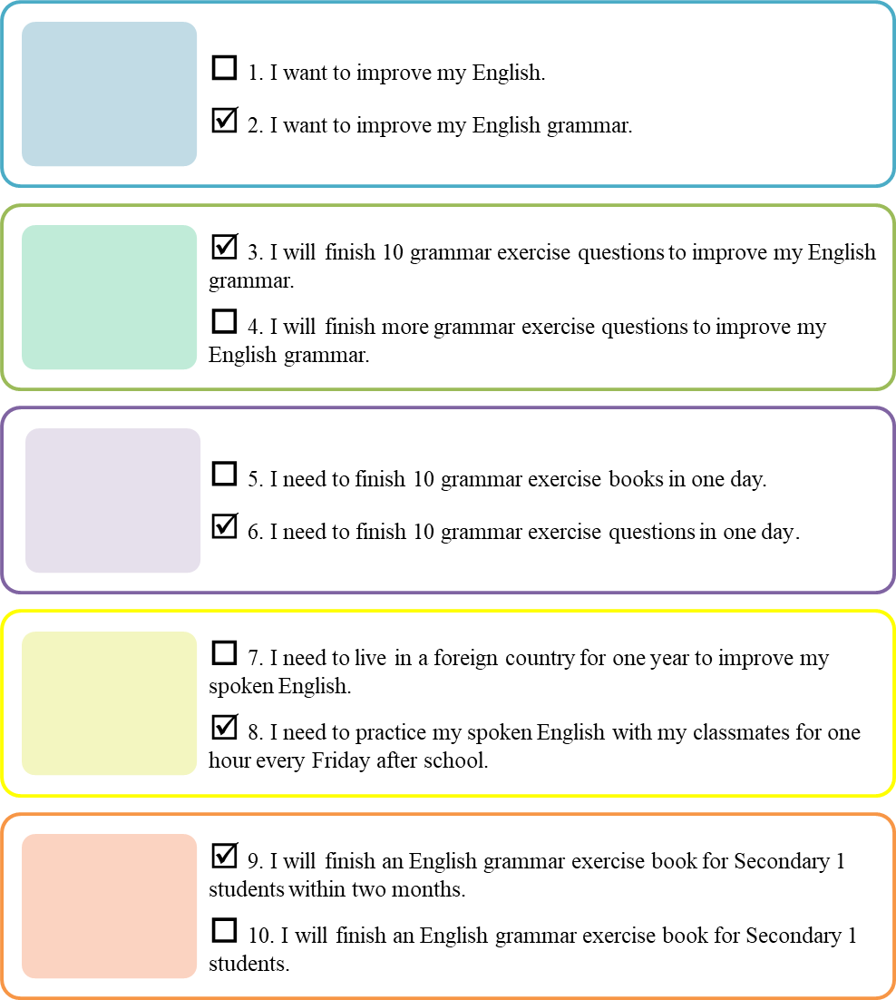 ☐ 1. I want to improve my English.
☑ 2. I want to improve my English grammar.
☑ 3. I will finish 10 grammar exercise questions to improve my English
grammar.
☐ 4. I will finish more grammar exercise questions to improve my
English grammar.
☐ 5. I need to finish 10 grammar exercise books in one day.
☑ 6. I need to finish 10 grammar exercise questions in one day.
☐ 7. I need to live in a foreign country for one year to improve my
spoken English.
☑ 8. I need to practice my spoken English with my classmates for one
hour every Friday after school.
☑ 9. I will finish an English grammar exercise book for Secondary 1
students within two months.
☐ 10. I will finish an English grammar exercise book for Secondary 1
students.